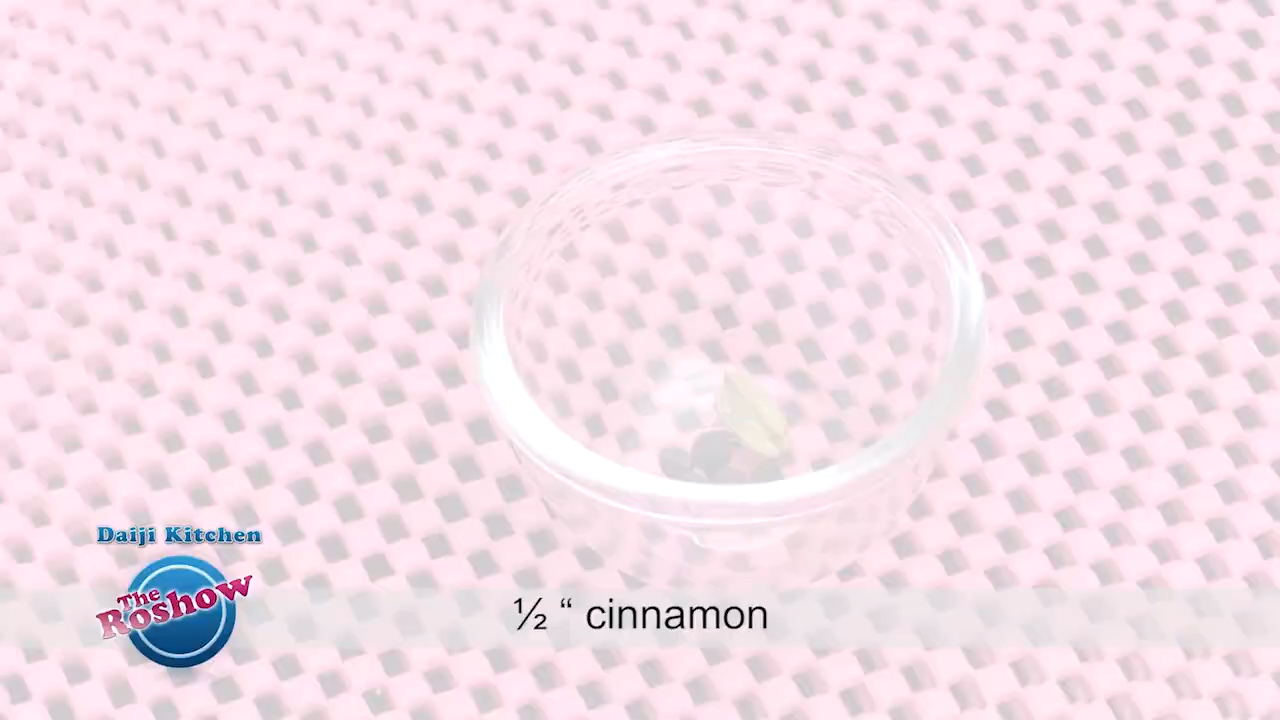 Daiji Kitchen
The
Roshow
½ “ cinnamon